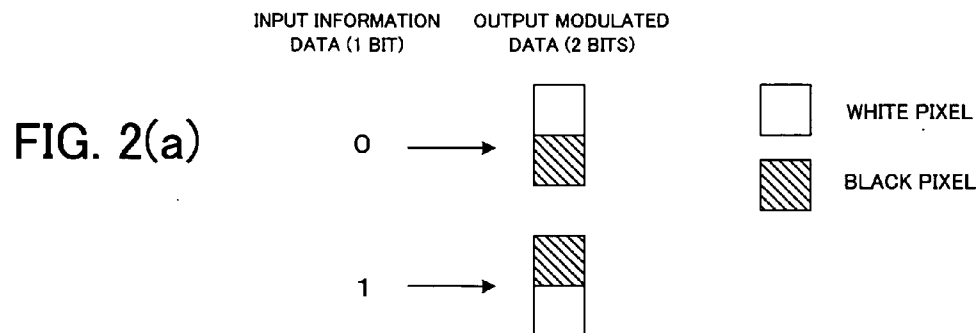 INPUT INFORMATION DATA (1 BIT)
OUTPUT MODULATED DATA (2 BITS)
FIG. 2(a)
0
1
WHITE PIXEL
BLACK PIXEL